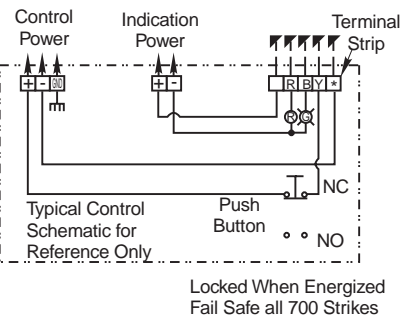 Control
Power
Indication
Power
Terminal
Strip
+ - GND
+ -
R B Y *
R G
NC
Push
Button
NO
Typical Control
Schematic for
Reference Only
Locked When Energized
Fail Safe all 700 Strikes